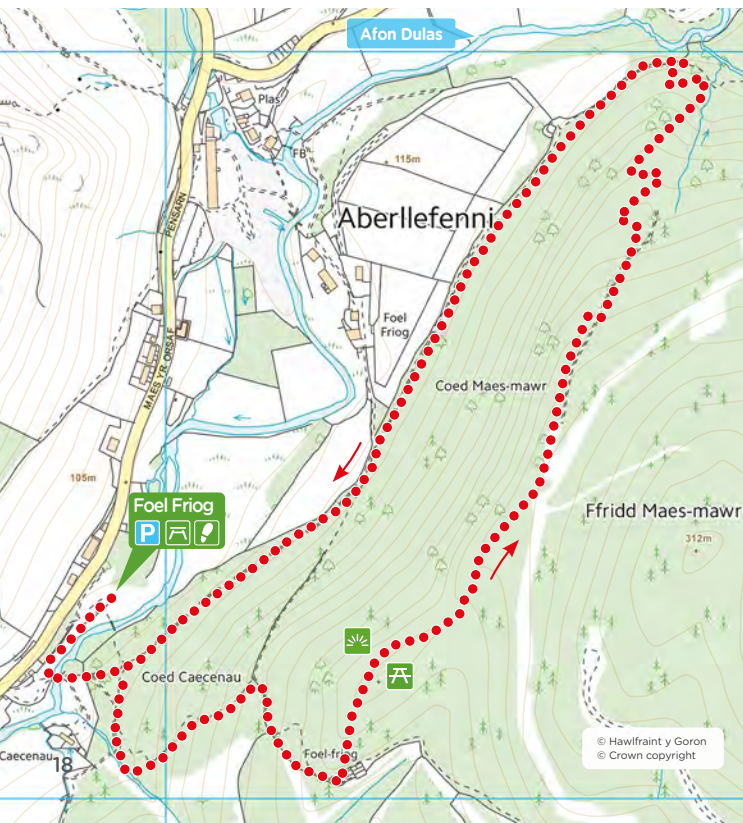 Afon Dulas
Plas
FB
115m
PENSARN
Aberllefenni
Foel
Friog
MAES YR ORSAF
Coed Maes-mawr
105m
Foel Friog
P
Ffridd Maes-mawr
312m
Coed Caecenau
Foel-friog
Caecenau
18
© Hawlfraint y Goron
© Crown copyright